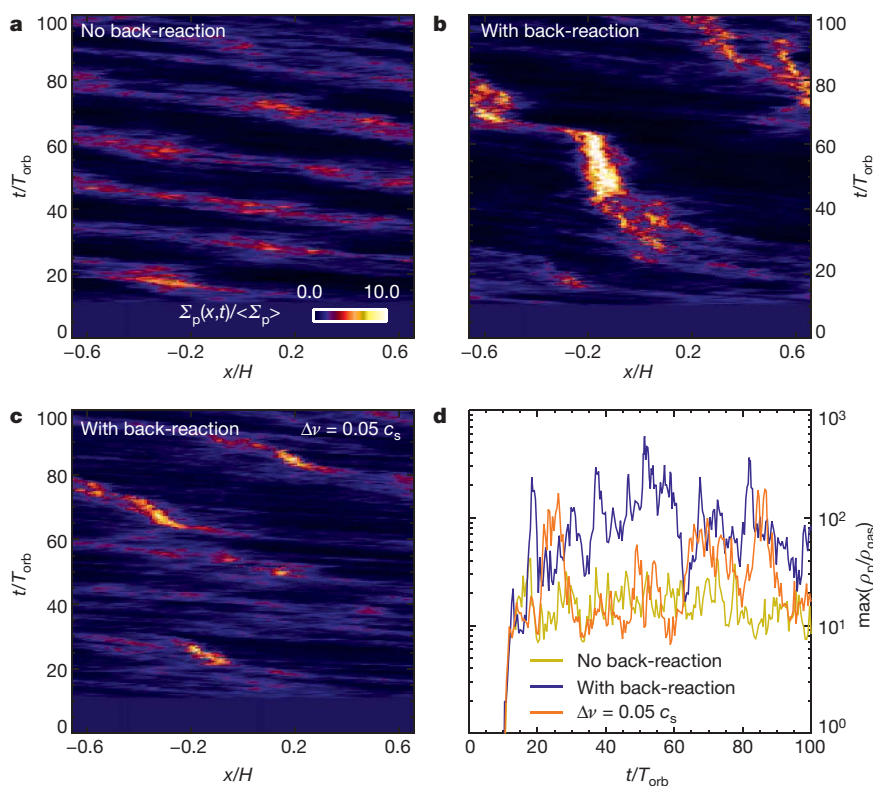 a
No back-reaction
100
80
60
40
20
0
t/T_orb
0.0 10.0
Σ_p(x,t)/<Σ_p>
−0.6 −0.2 0.2 0.6
x/H
b
With back-reaction
100
80
60
40
20
0
t/T_orb
−0.6 −0.2 0.2 0.6
x/H
c
With back-reaction Δν = 0.05 c_s
100
80
60
40
20
0
t/T_orb
−0.6 −0.2 0.2 0.6
x/H
d
10^3
10^2
10^1
10^0
max(ρ_p/ρ_gas)
No back-reaction
With back-reaction
Δν = 0.05 c_s
0 20 40 60 80 100
t/T_orb